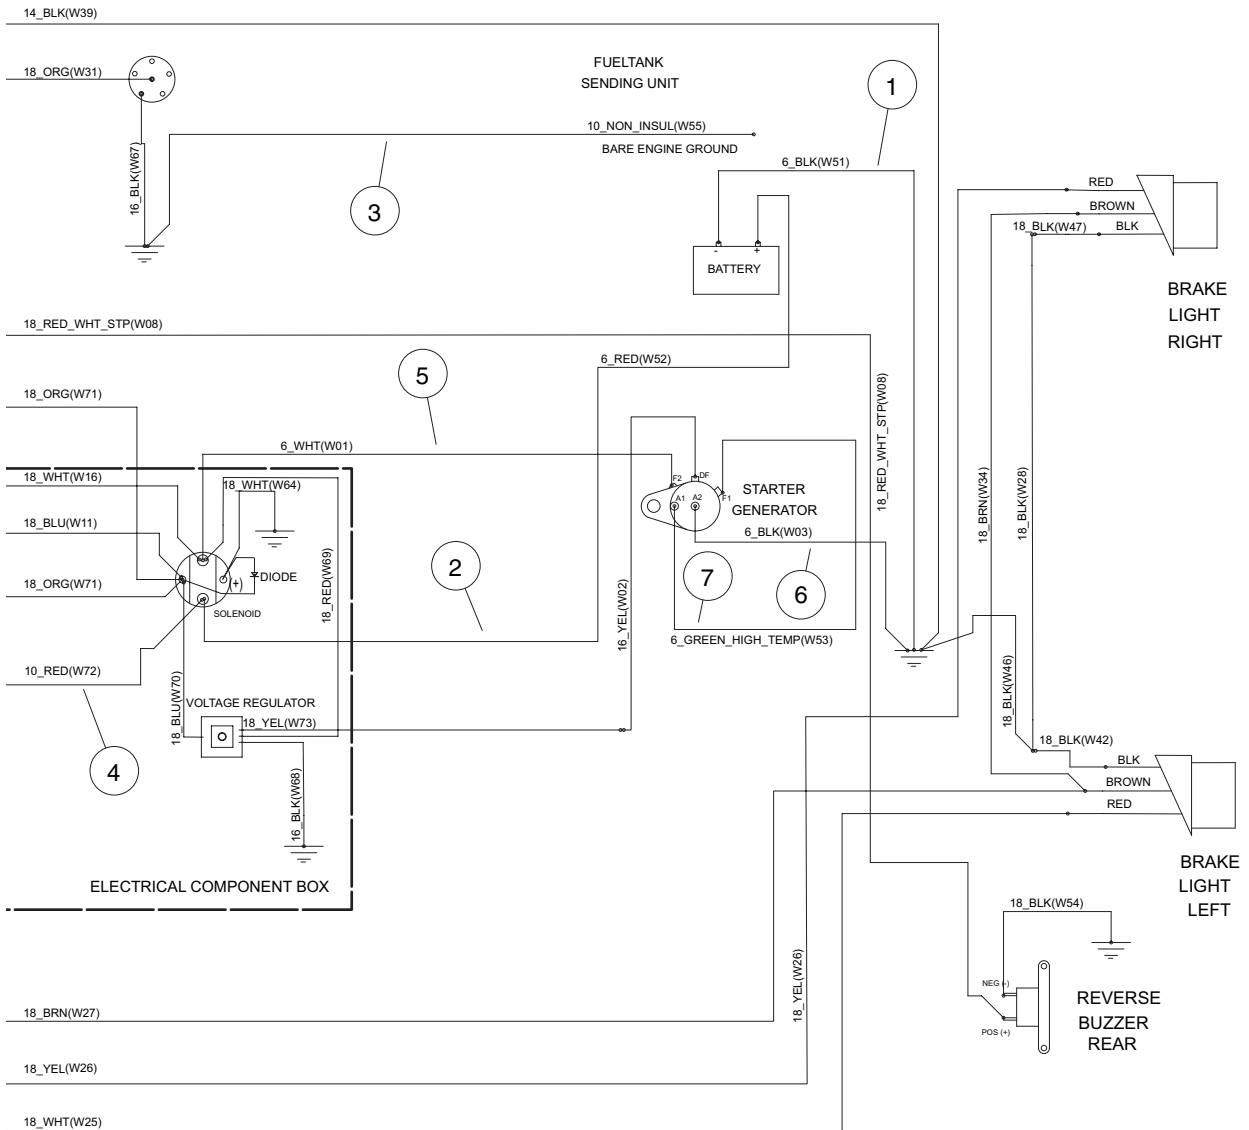 14_BLK(W39)
FUELTANK
SENDING UNIT
18_ORG(W31)
1
10_NON_INSUL(W55)
BARE ENGINE GROUND
6_BLK(W51)
16_BLK(W67)
3
RED
BROWN
18_BLK(W47)
BLK
- +
BATTERY
BRAKE
LIGHT
RIGHT
18_RED_WHT_STP(W08)
6_RED(W52)
5
18_ORG(W71)
18_RED_WHT_STP(W08)
6_WHT(W01)
18_WHT(W16)
18_WHT(W64)
F2
DF
A1
A2
F1
STARTER
GENERATOR
18_BRN(W34)
18_BLK(W28)
18_BLU(W11)
6_BLK(W03)
18_RED(W69)
2
7
6
18_ORG(W71)
(+)
DIODE
SOLENOID
16_YEL(W02)
6_GREEN_HIGH_TEMP(W53)
10_RED(W72)
18_BLU(W70)
VOLTAGE REGULATOR
18_YEL(W73)
18_BLK(W46)
18_BLK(W42)
4
BLK
BROWN
RED
16_BLK(W68)
ELECTRICAL COMPONENT BOX
BRAKE
LIGHT
LEFT
18_BLK(W54)
18_YEL(W26)
NEG (-)
REVERSE
BUZZER
REAR
POS (+)
18_BRN(W27)
18_YEL(W26)
18_WHT(W25)